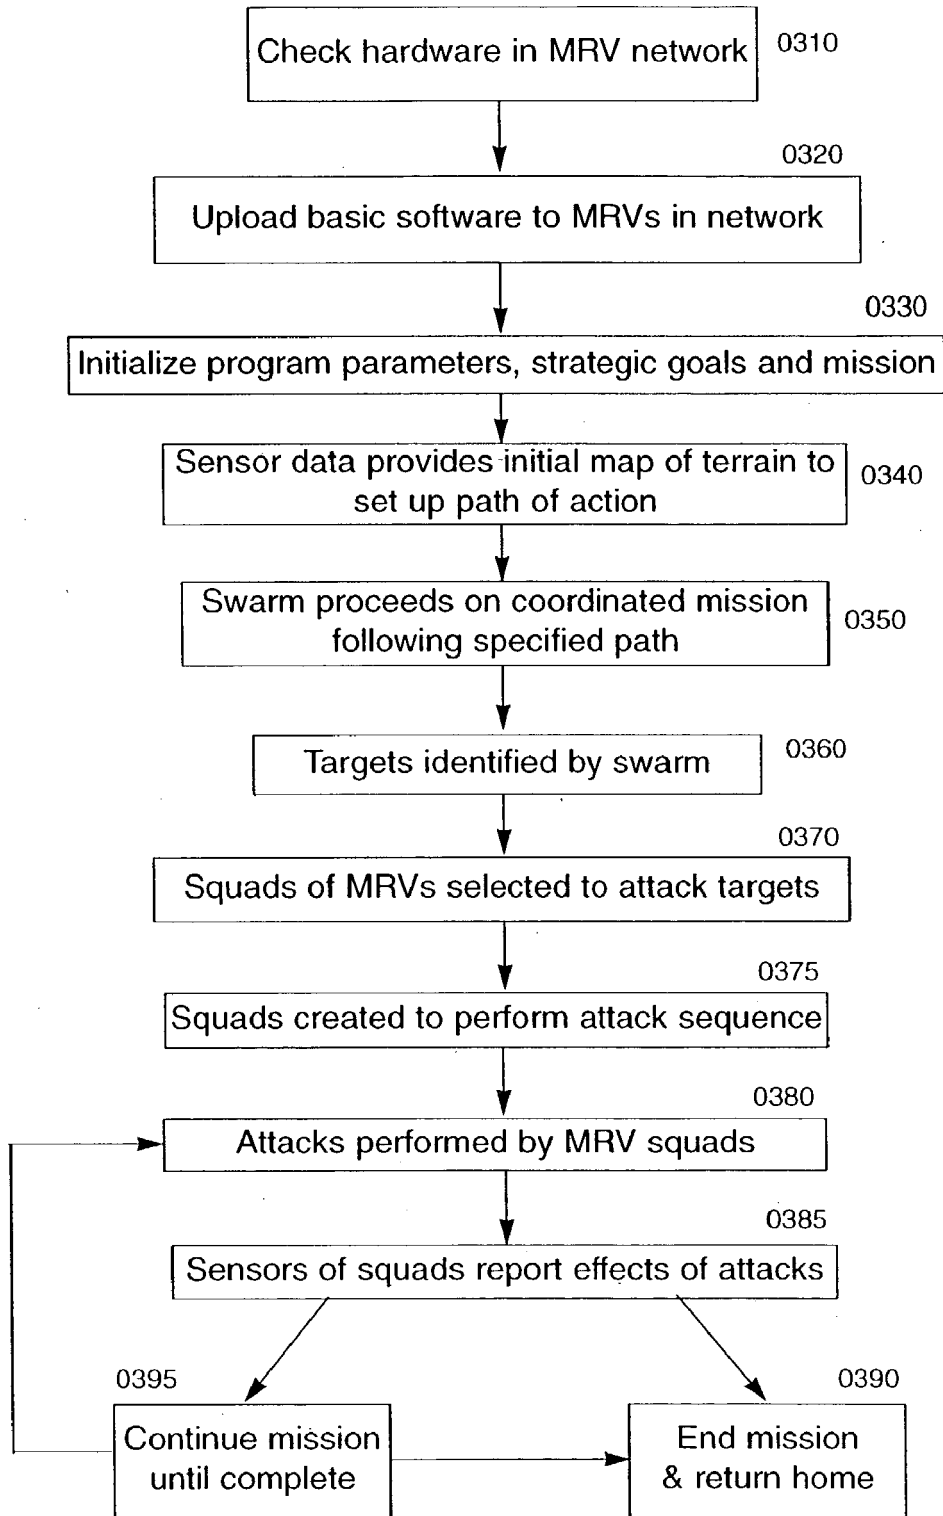 Check hardware in MRV network
0310
0320
Upload basic software to MRVs in network
0330
Initialize program parameters, strategic goals and mission
Sensor data provides initial map of terrain to
set up path of action
0340
Swarm proceeds on coordinated mission
following specified path
0350
Targets identified by swarm
0360
0370
Squads of MRVs selected to attack targets
0375
Squads created to perform attack sequence
0380
Attacks performed by MRV squads
0385
Sensors of squads report effects of attacks
0395
Continue mission
until complete
0390
End mission
& return home